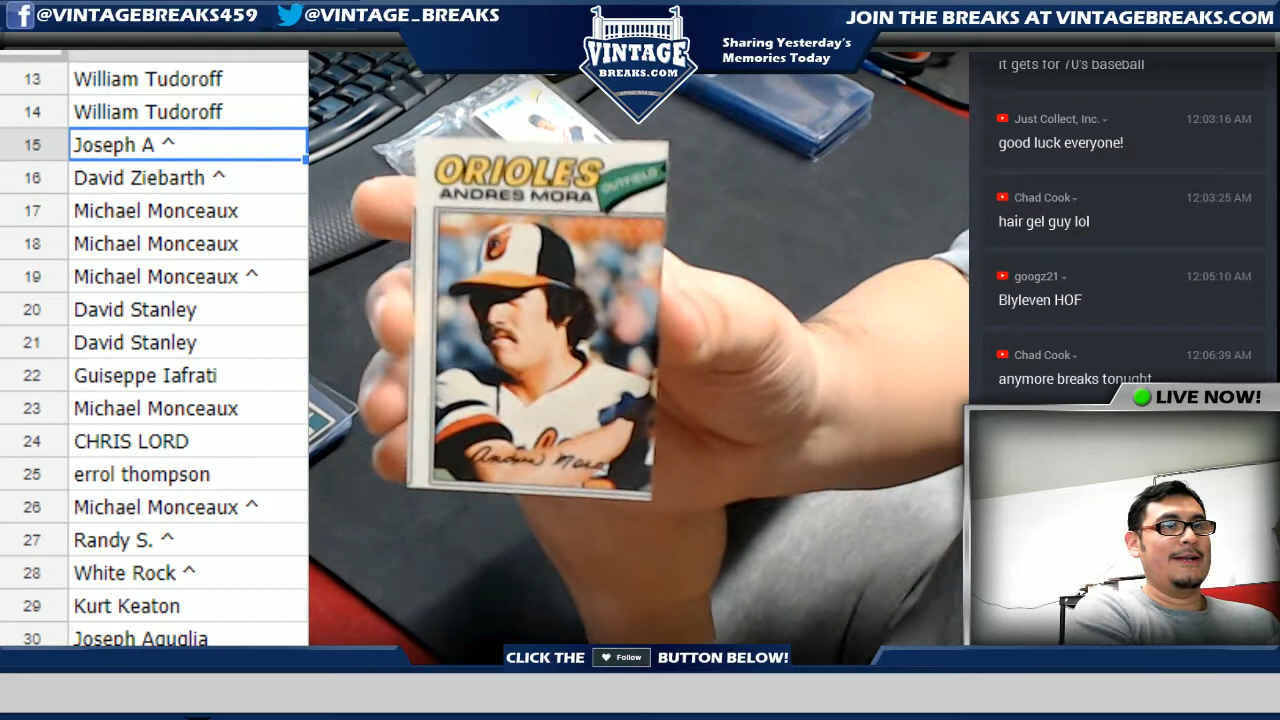 @VINTAGEBREAKS459
@VINTAGE_BREAKS
VINTAGE
BREAKS.COM
Sharing Yesterday's
Memories Today
JOIN THE BREAKS AT VINTAGEBREAKS.COM
13 William Tudoroff
14 William Tudoroff
15 Joseph A ^
16 David Ziebarth ^
17 Michael Monceaux
18 Michael Monceaux
19 Michael Monceaux ^
20 David Stanley
21 David Stanley
22 Guiseppe Iafrati
23 Michael Monceaux
24 CHRIS LORD
25 errol thompson
26 Michael Monceaux ^
27 Randy S. ^
28 White Rock ^
29 Kurt Keaton
30 Joseph Aguglia
ORIOLES
ANDRES MORA
OUTFIELD
Andres Mora
it gets for 70's baseball
Just Collect, Inc. 12:03:16 AM
good luck everyone!
Chad Cook 12:03:25 AM
hair gel guy lol
googz21 12:05:10 AM
Blyleven HOF
Chad Cook 12:06:39 AM
anymore breaks tonught
LIVE NOW!
CLICK THE Follow BUTTON BELOW!